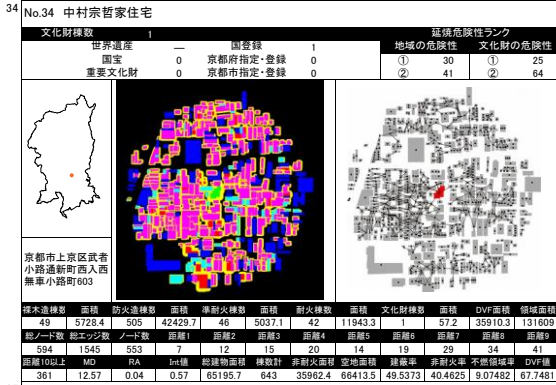 34
No.34 中村宗哲家住宅
文化財棟数 1
世界遺産 — 国登録 1
国宝 0 京都府指定・登録 0
重要文化財 0 京都市指定・登録 0
延焼危険性ランク
地域の危険性 文化財の危険性
① 30 ① 25
② 41 ② 64
京都市上京区武者
小路通新町西入西
無車小路町603
裸木造棟数 面積 防火造棟数 面積 準耐火棟数 面積 耐火棟数 面積 文化財棟数 面積 DVF面積 領域面積
49 5728.4 505 42429.7 46 5037.1 42 11943.3 1 57.2 35910.3 131609
総ノード数 総エッジ数 ノード数 距離1 距離2 距離3 距離4 距離5 距離6 距離7 距離8 距離9
594 1545 553 7 12 15 20 14 19 29 34 41
距離10以上 MD RA Int値 総建物面積 棟数計 非耐火面積 空地面積 建蔽率 非耐火率 不燃領域率 DVF値
361 12.57 0.04 0.57 65195.7 643 35962.4 66413.5 49.5373 40.4625 9.07482 67.7481